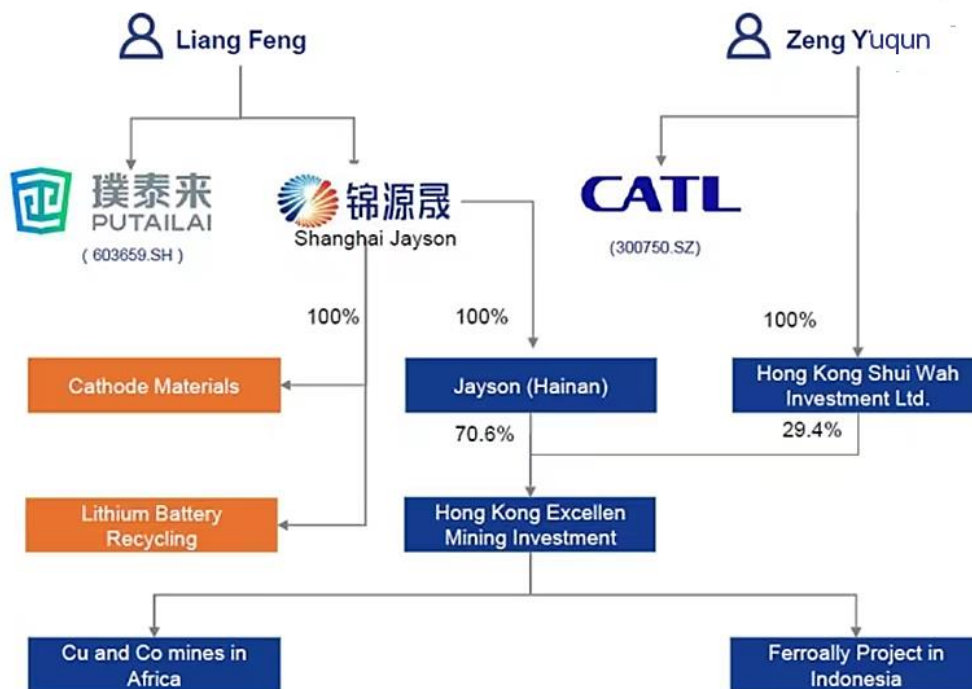 Liang Feng
Zeng Yuqun
璞泰来
PUTAILAI
( 603659.SH )
锦源晟
Shanghai Jayson
CATL
(300750.SZ)
100%
100%
100%
Cathode Materials
Jayson (Hainan)
Hong Kong Shui Wah
Investment Ltd.
70.6%
29.4%
Lithium Battery
Recycling
Hong Kong Excellen
Mining Investment
Cu and Co mines in
Africa
Ferroally Project in
Indonesia